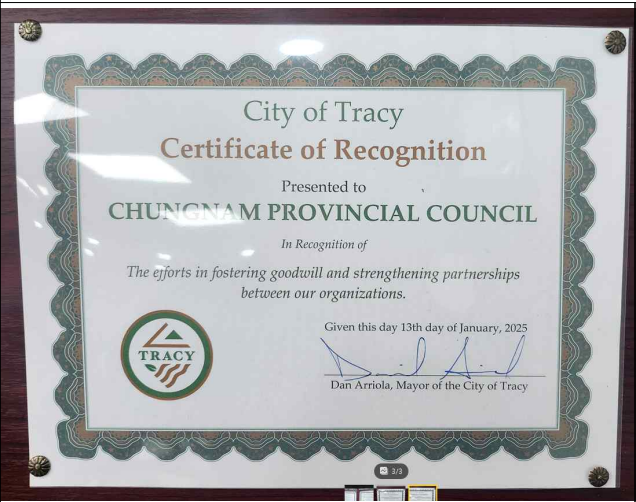 City of Tracy
Certificate of Recognition
Presented to
CHUNGNAM PROVINCIAL COUNCIL
In Recognition of
The efforts in fostering goodwill and strengthening partnerships
between our organizations.
Given this day 13th day of January, 2025
TRACY
Dan Arriola, Mayor of the City of Tracy
3/3